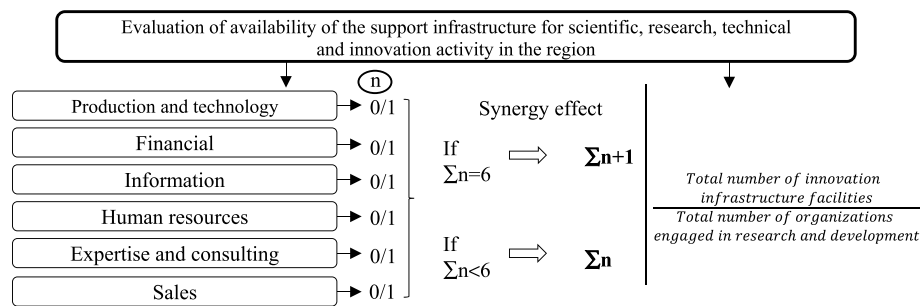 Evaluation of availability of the support infrastructure for scientific, research, technical
and innovation activity in the region
n
Production and technology 0/1
Financial 0/1
Information 0/1
Human resources 0/1
Expertise and consulting 0/1
Sales 0/1
Synergy effect
If
∑n=6
∑n+1
If
∑n<6
∑n
Total number of innovation
infrastructure facilities
Total number of organizations
engaged in research and development